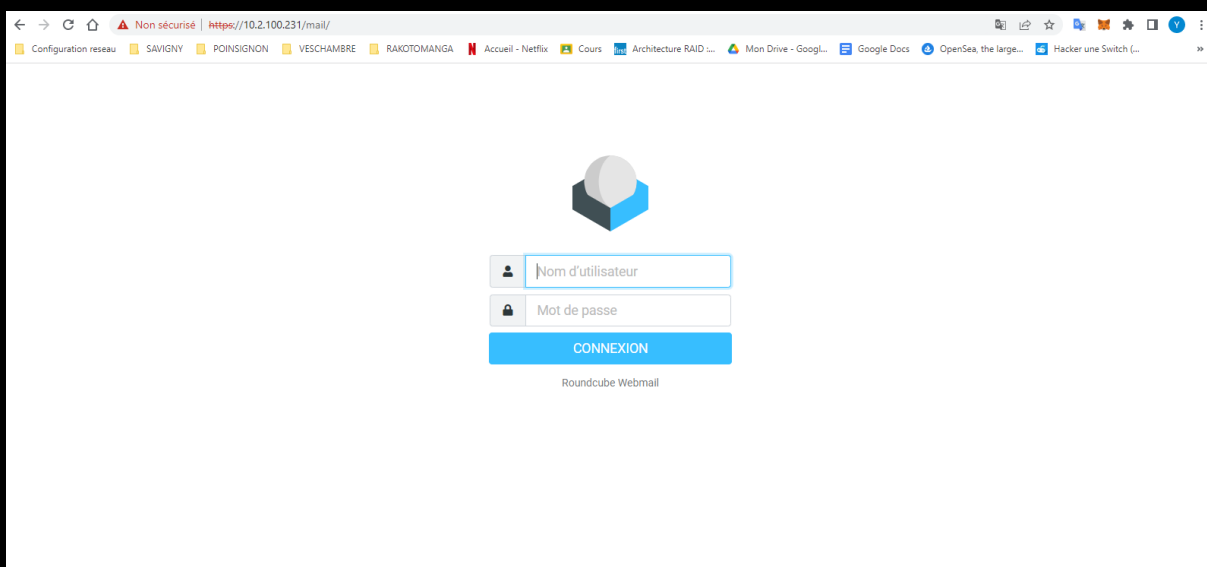 Non sécurisé | https://10.2.100.231/mail/
Configuration reseau SAVIGNY POINSIGNON VESCHAMBRE RAKOTOMANGA N Accueil - Netflix Cours first Architecture RAID :... Mon Drive - Googl... Google Docs OpenSea, the large... Hacker une Switch (... »
Y
Nom d'utilisateur
Mot de passe
CONNEXION
Roundcube Webmail